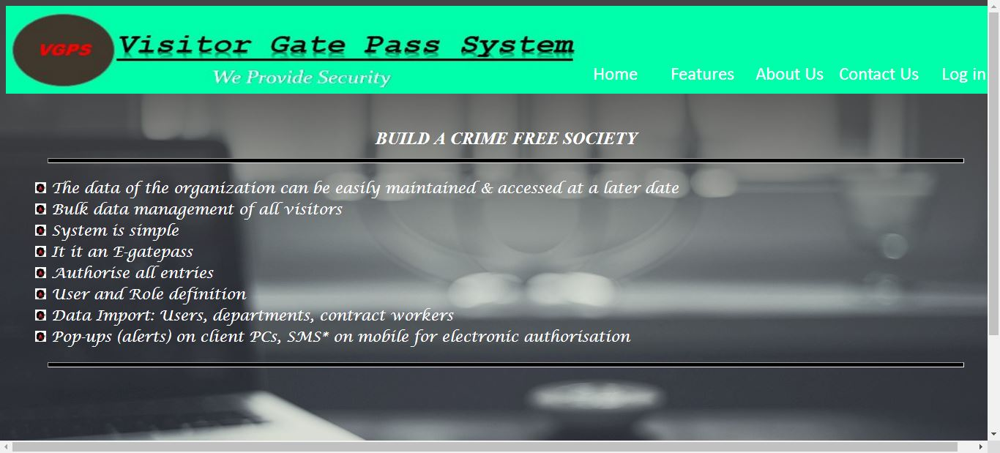 VGPS
Visitor Gate Pass System
We Provide Security
Home Features About Us Contact Us Log in
BUILD A CRIME FREE SOCIETY
The data of the organization can be easily maintained & accessed at a later date
Bulk data management of all visitors
System is simple
It it an E-gatepass
Authorise all entries
User and Role definition
Data Import: Users, departments, contract workers
Pop-ups (alerts) on client PCs, SMS* on mobile for electronic authorisation